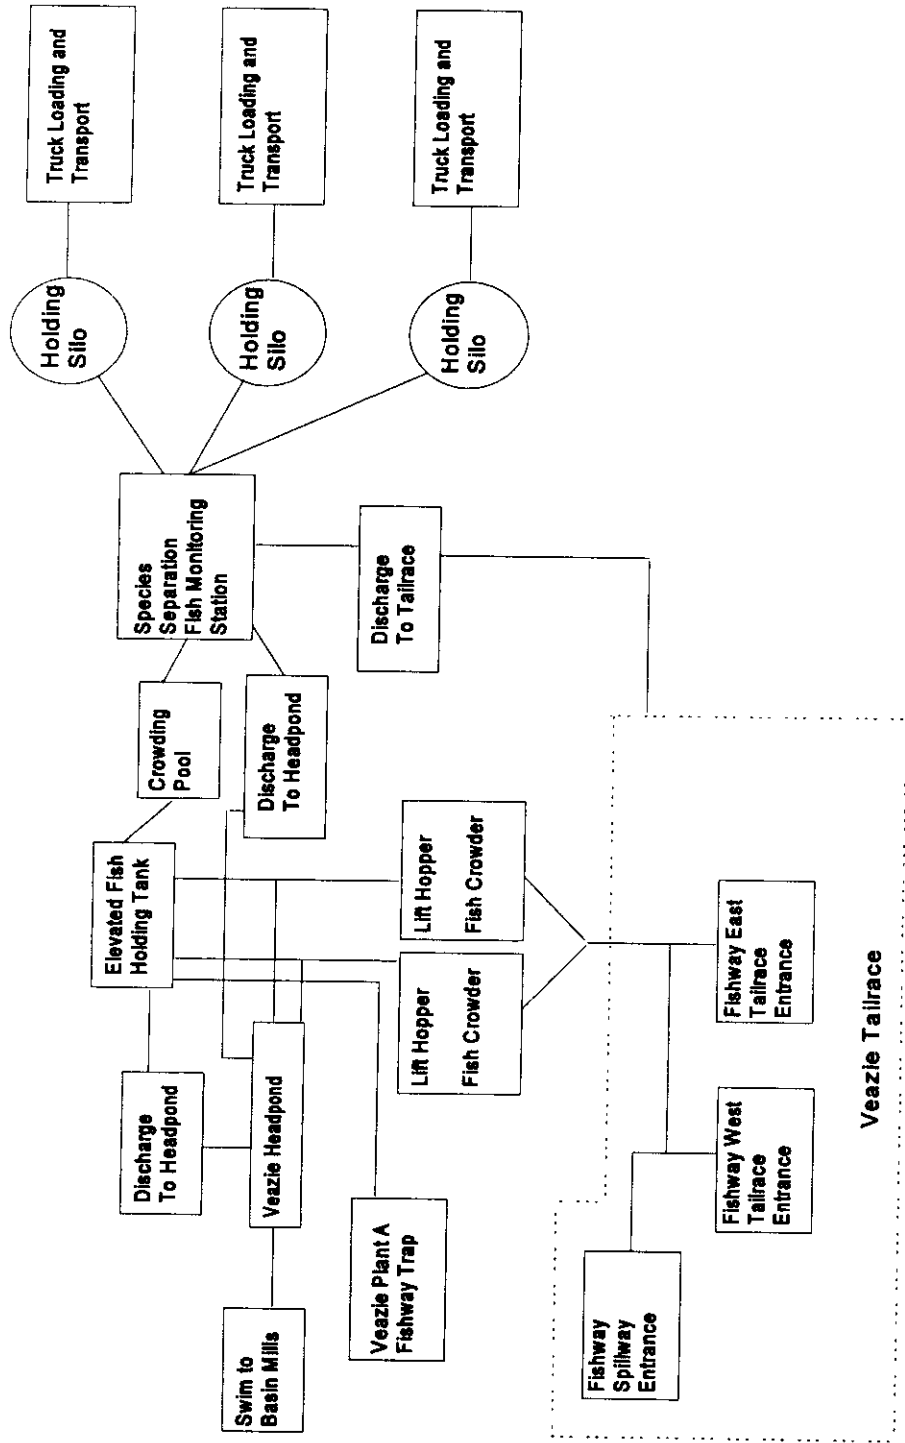 Holding
Silo
Truck Loading and
Transport
Elevated Fish
Holding Tank
Discharge
To Headpond
Crowding
Pool
Species
Separation
Fish Monitoring
Station
Swim to
Basin Mills
Veazie Headpond
Discharge
To Headpond
Holding
Silo
Truck Loading and
Transport
Veazie Plant A
Fishway Trap
Lift Hopper
Fish Crowder
Lift Hopper
Fish Crowder
Discharge
To Tailrace
Holding
Silo
Truck Loading and
Transport
Fishway
Spillway
Entrance
Fishway West
Tailrace
Entrance
Fishway East
Tailrace
Entrance
Veazie Tailrace